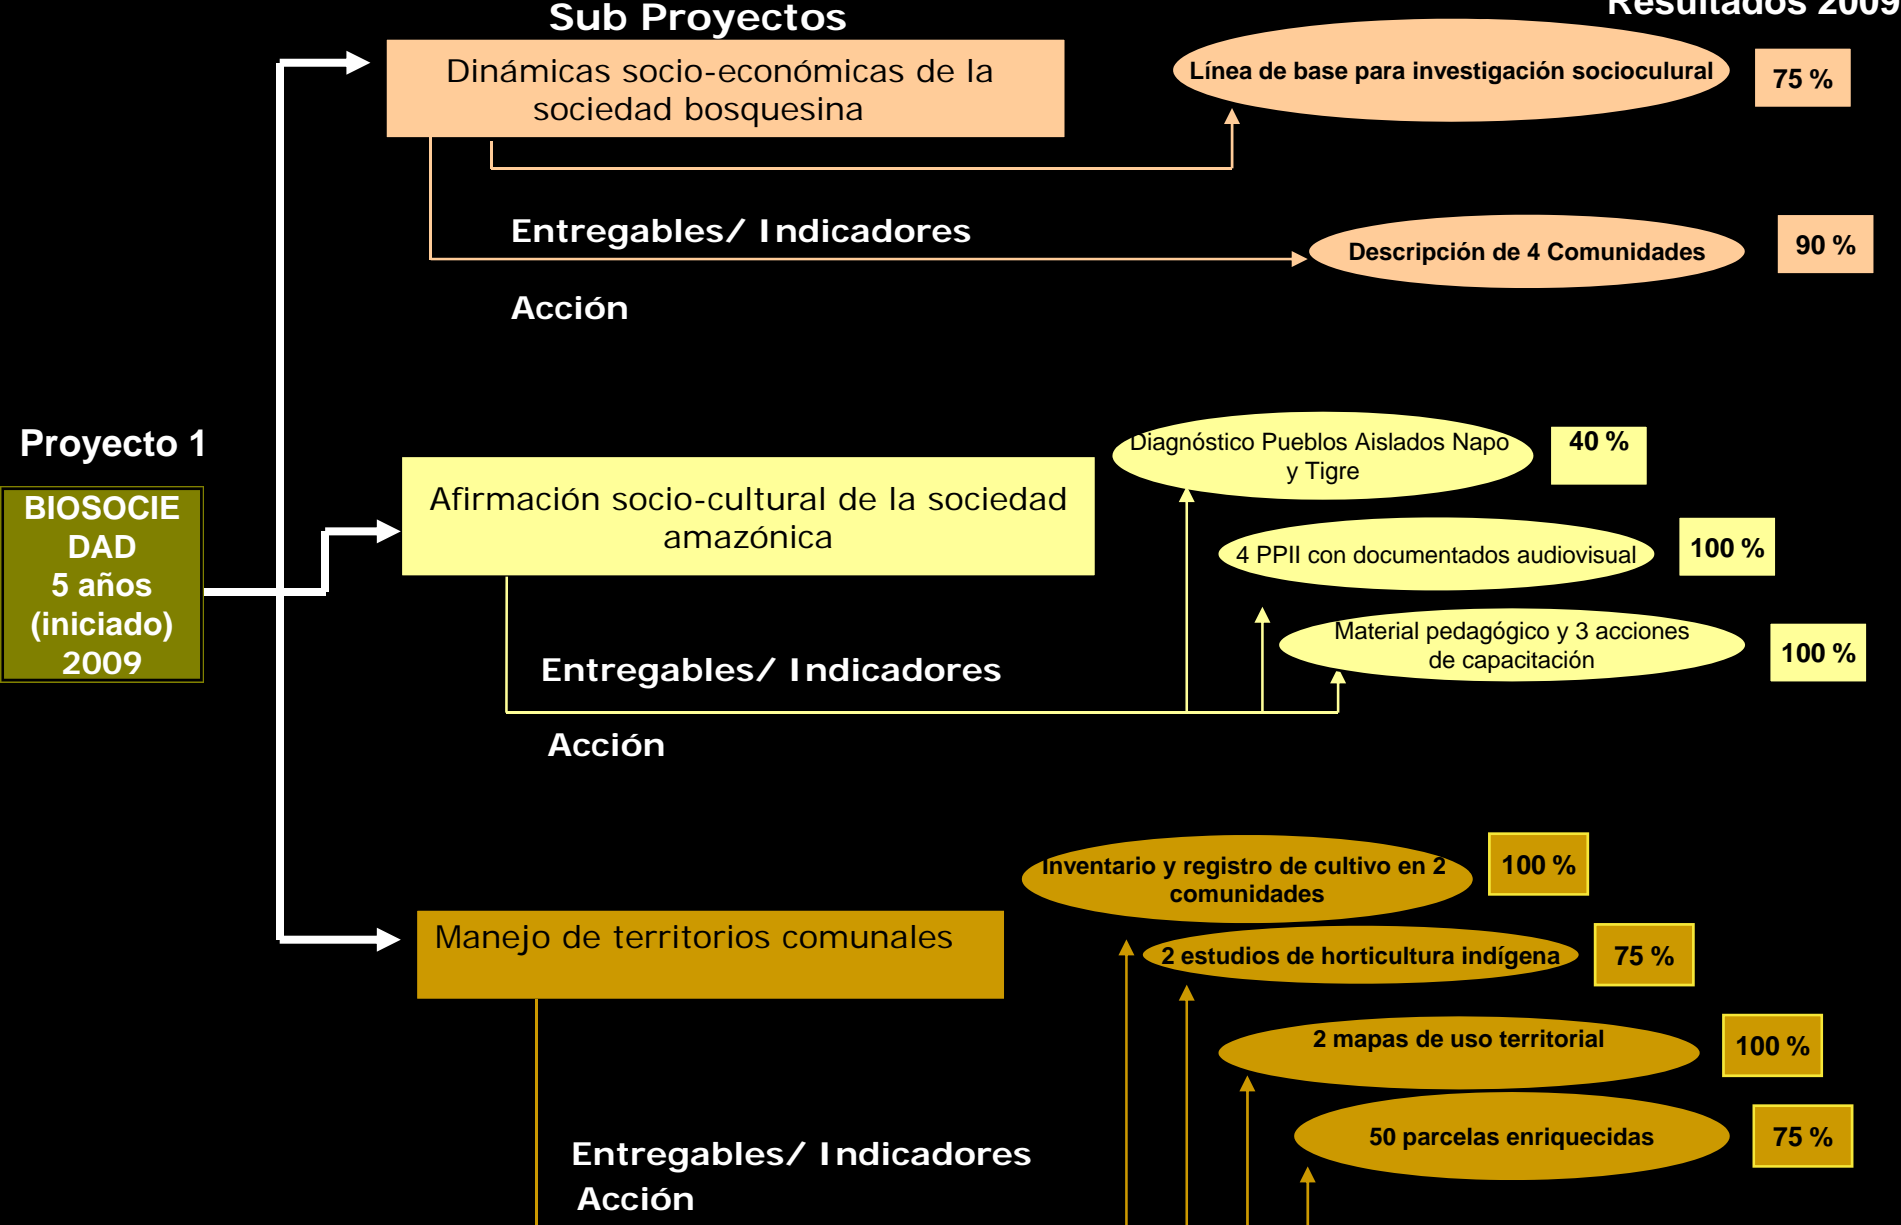 Sub Proyectos
Resultados 2009
Dinámicas socio-económicas de la
sociedad bosquesina
Línea de base para investigación socioculural
75 %
Entregables/ Indicadores
Acción
Descripción de 4 Comunidades
90 %
Proyecto 1
BIOSOCIE
DAD
5 años
(iniciado)
2009
Afirmación socio-cultural de la sociedad
amazónica
Diagnóstico Pueblos Aislados Napo
y Tigre
40 %
4 PPII con documentados audiovisual
100 %
Material pedagógico y 3 acciones
de capacitación
100 %
Entregables/ Indicadores
Acción
Manejo de territorios comunales
Inventario y registro de cultivo en 2
comunidades
100 %
2 estudios de horticultura indígena
75 %
2 mapas de uso territorial
100 %
50 parcelas enriquecidas
75 %
Entregables/ Indicadores
Acción